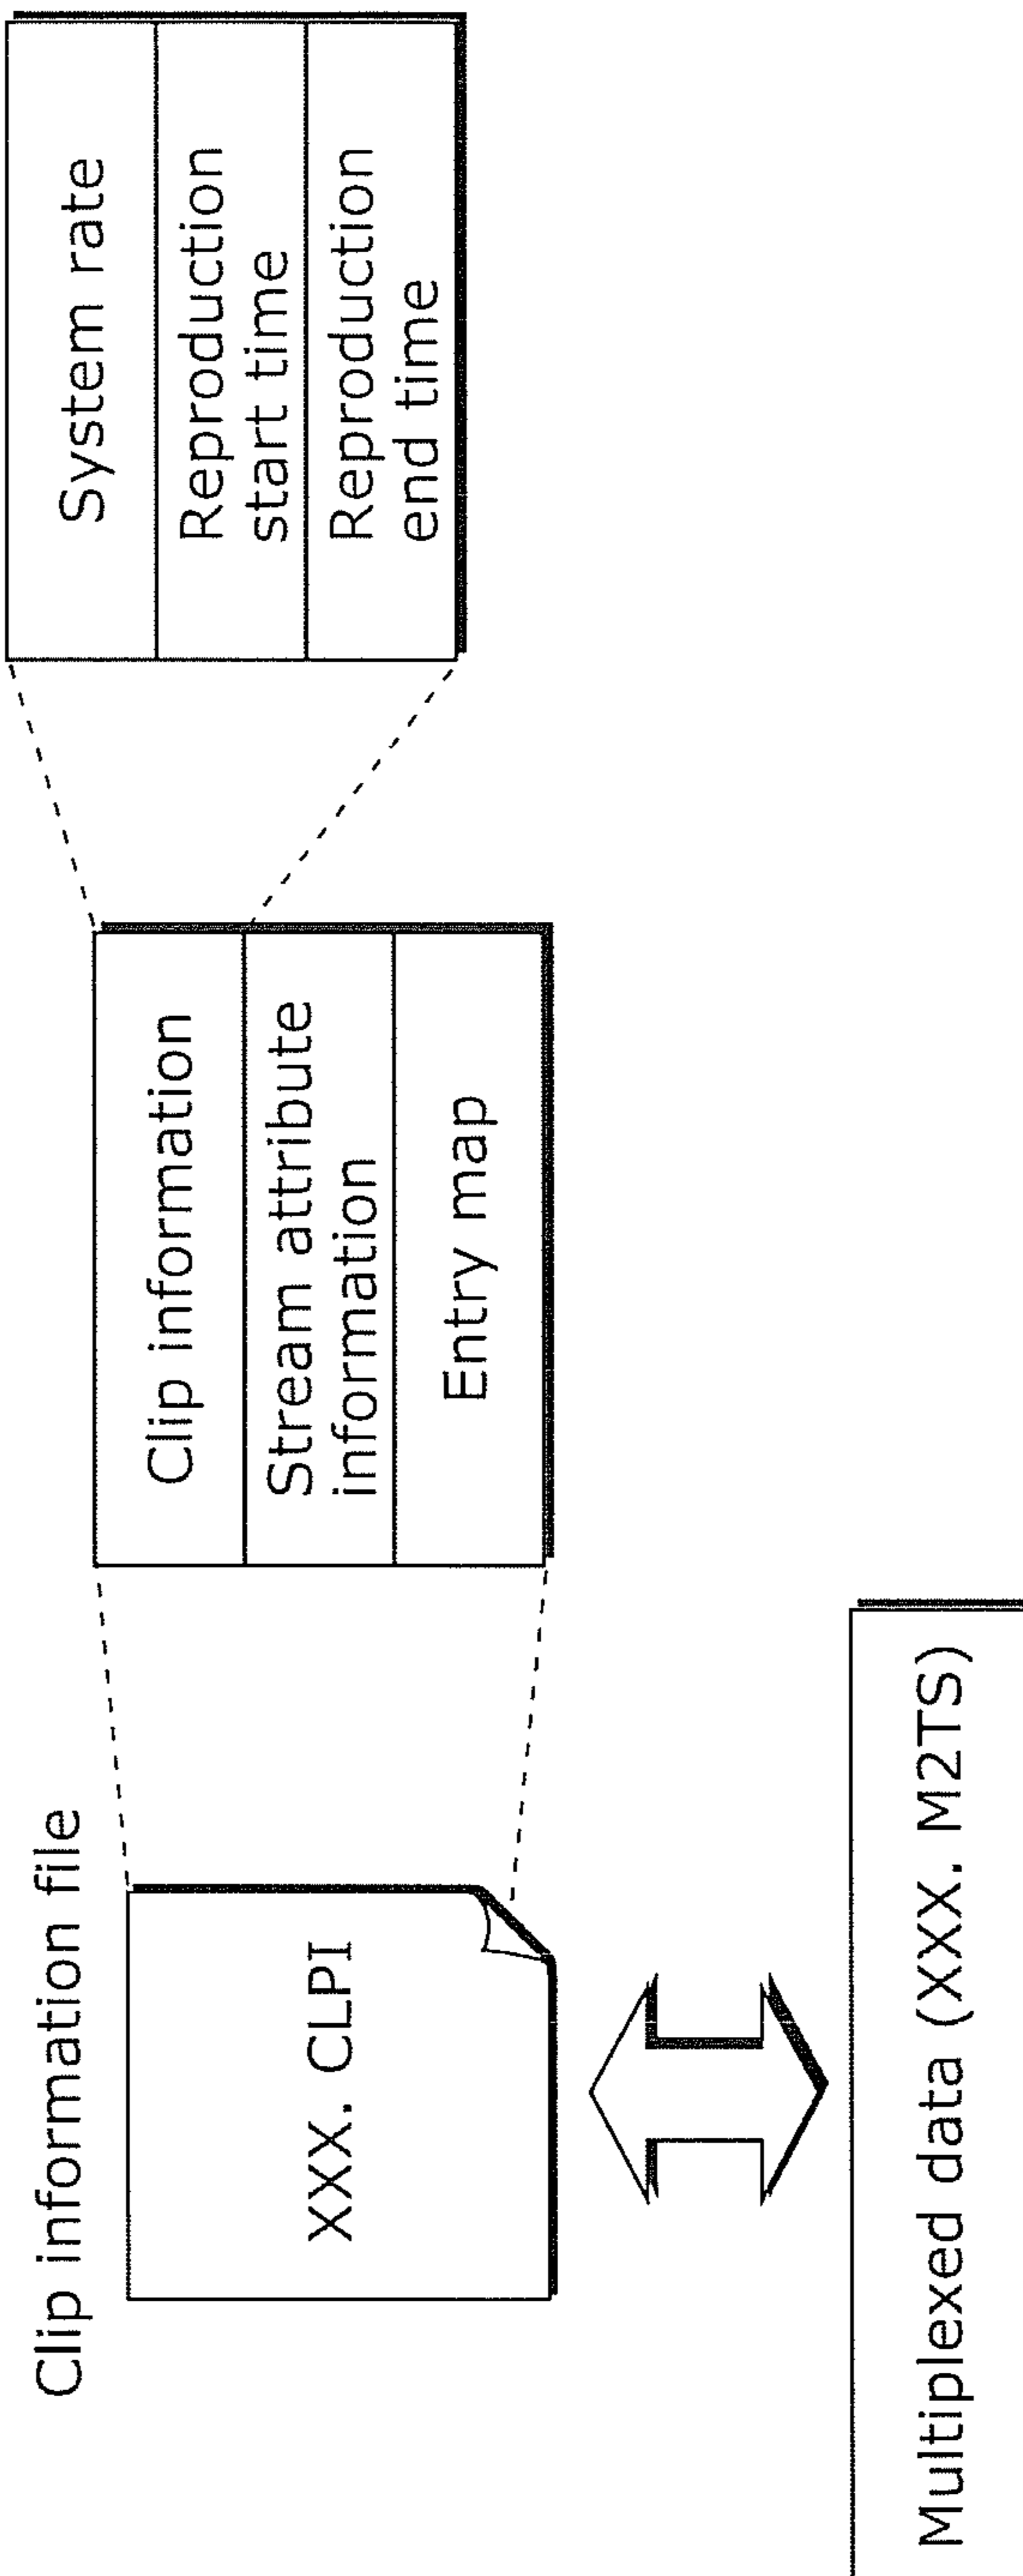 Clip information file
XXX. CLPI
Clip information
Stream attribute
information
Entry map
System rate
Reproduction
start time
Reproduction
end time
Multiplexed data (XXX. M2TS)